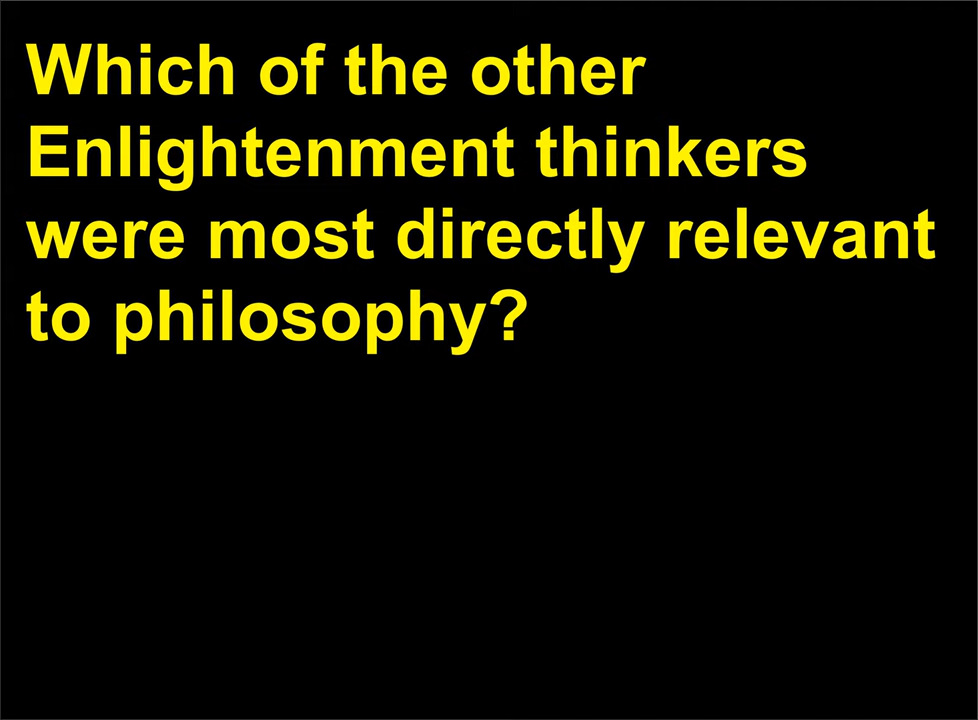 Which of the other
Enlightenment thinkers
were most directly relevant
to philosophy?